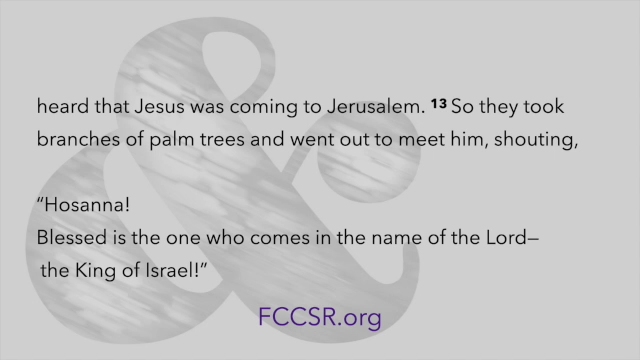 heard that Jesus was coming to Jerusalem. 13 So they took
branches of palm trees and went out to meet him, shouting,
“Hosanna!
Blessed is the one who comes in the name of the Lord—
the King of Israel!”
FCCSR.org